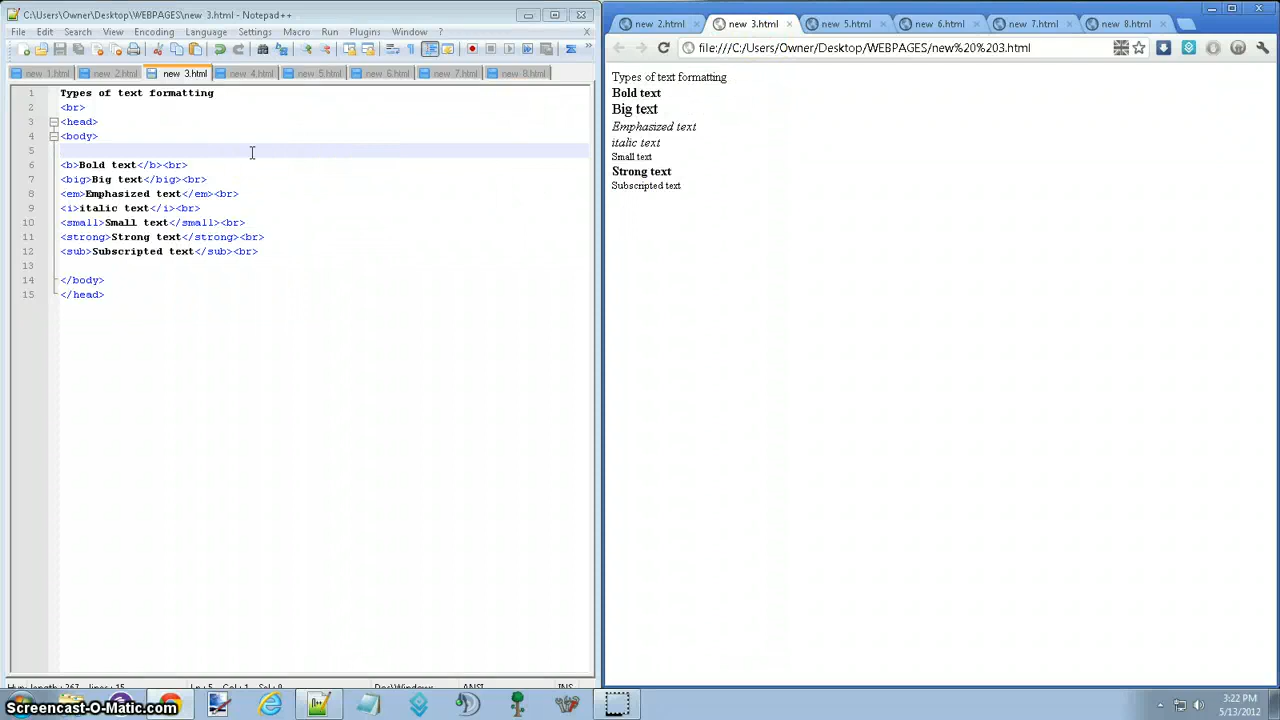 C:\Users\Owner\Desktop\WEBPAGES\new 3.html - Notepad++
File Edit Search View Encoding Language Settings Macro Run Plugins Window ? X
new 1.html new 2.html new 3.html new 4.html new 5.html new 6.html new 7.html new 8.html
1 Types of text formatting
2 <br>
3 <head>
4 <body>
5
6 <b>Bold text</b><br>
7 <big>Big text</big><br>
8 <em>Emphasized text</em><br>
9 <i>italic text</i><br>
10 <small>Small text</small><br>
11 <strong>Strong text</strong><br>
12 <sub>Subscripted text</sub><br>
13
14 </body>
15 </head>
new 2.html new 3.html new 5.html new 6.html new 7.html new 8.html
file:///C:/Users/Owner/Desktop/WEBPAGES/new%20%203.html
Types of text formatting
Bold text
Big text
Emphasized text
italic text
Small text
Strong text
Subscripted text
Screencast-O-Matic.com
3:22 PM
5/13/2012